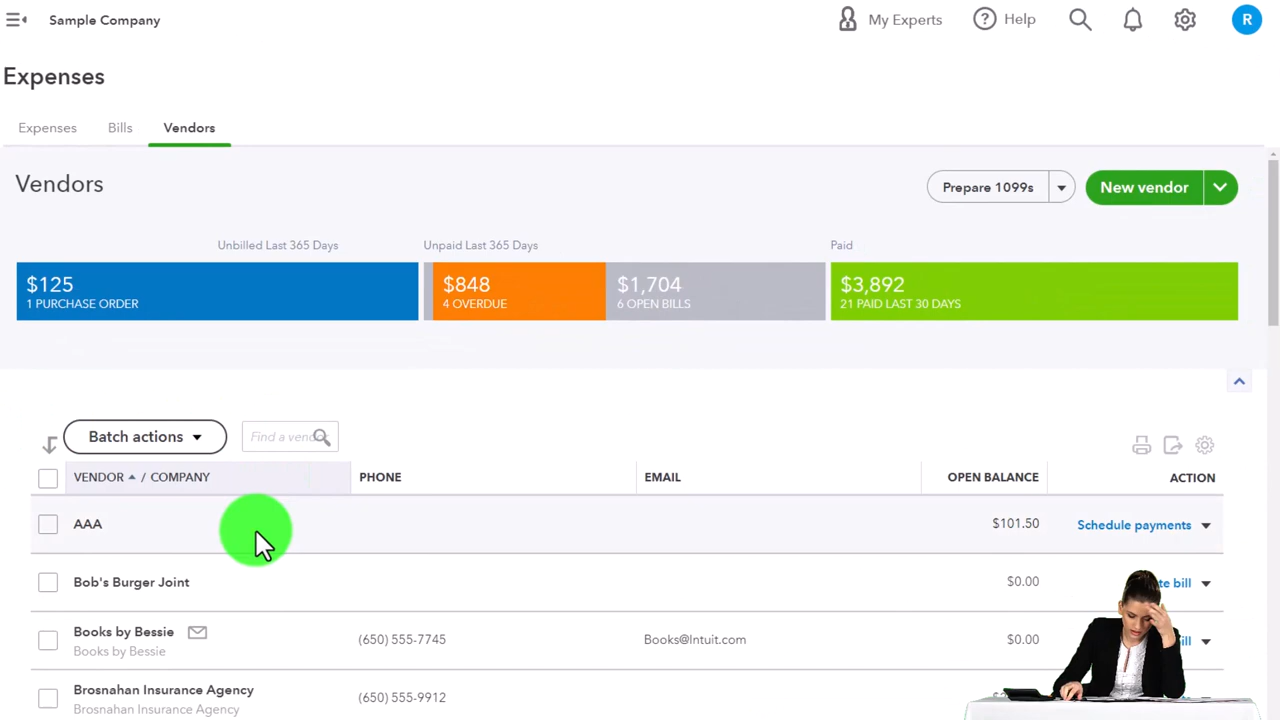 Sample Company
My Experts
Help
R
Expenses
Expenses Bills Vendors
Vendors
Prepare 1099s
New vendor
Unbilled Last 365 Days
Unpaid Last 365 Days
Paid
$125
1 PURCHASE ORDER
$848
4 OVERDUE
$1,704
6 OPEN BILLS
$3,892
21 PAID LAST 30 DAYS
Batch actions
Find a
VENDOR / COMPANY PHONE EMAIL OPEN BALANCE ACTION
AAA $101.50 Schedule payments
Bob's Burger Joint $0.00 bill
Books by Bessie (650) 555-7745 Books@Intuit.com $0.00
Books by Bessie
Brosnahan Insurance Agency (650) 555-9912
Brosnahan Insurance Agency